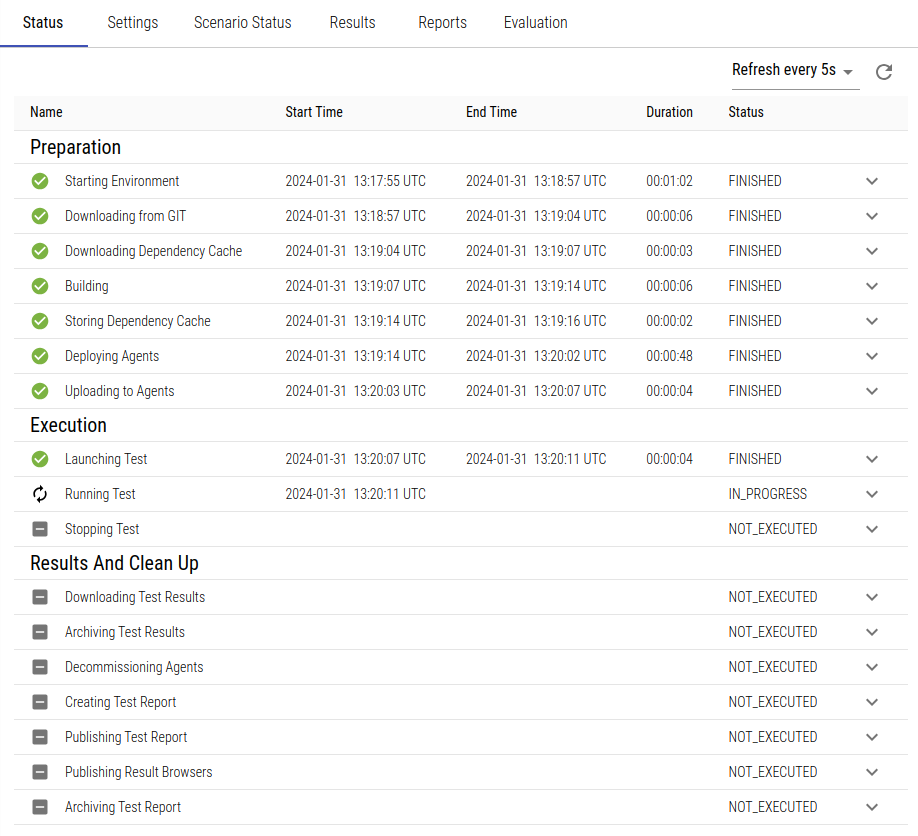 Status Settings Scenario Status Results Reports Evaluation
Refresh every 5s
Name Start Time End Time Duration Status
Preparation
Starting Environment 2024-01-31 13:17:55 UTC 2024-01-31 13:18:57 UTC 00:01:02 FINISHED
Downloading from GIT 2024-01-31 13:18:57 UTC 2024-01-31 13:19:04 UTC 00:00:06 FINISHED
Downloading Dependency Cache 2024-01-31 13:19:04 UTC 2024-01-31 13:19:07 UTC 00:00:03 FINISHED
Building 2024-01-31 13:19:07 UTC 2024-01-31 13:19:14 UTC 00:00:06 FINISHED
Storing Dependency Cache 2024-01-31 13:19:14 UTC 2024-01-31 13:19:16 UTC 00:00:02 FINISHED
Deploying Agents 2024-01-31 13:19:14 UTC 2024-01-31 13:20:02 UTC 00:00:48 FINISHED
Uploading to Agents 2024-01-31 13:20:03 UTC 2024-01-31 13:20:07 UTC 00:00:04 FINISHED
Execution
Launching Test 2024-01-31 13:20:07 UTC 2024-01-31 13:20:11 UTC 00:00:04 FINISHED
Running Test 2024-01-31 13:20:11 UTC IN_PROGRESS
Stopping Test NOT_EXECUTED
Results And Clean Up
Downloading Test Results NOT_EXECUTED
Archiving Test Results NOT_EXECUTED
Decommissioning Agents NOT_EXECUTED
Creating Test Report NOT_EXECUTED
Publishing Test Report NOT_EXECUTED
Publishing Result Browsers NOT_EXECUTED
Archiving Test Report NOT_EXECUTED